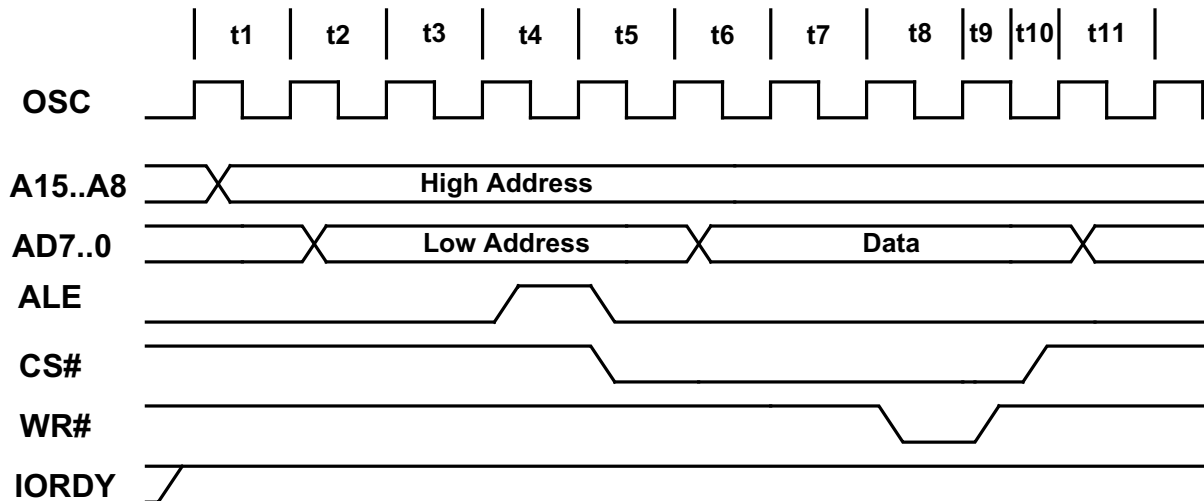 t1 t2 t3 t4 t5 t6 t7 t8 t9 t10 t11
OSC
A15..A8 High Address
AD7..0 Low Address Data
ALE
CS#
WR#
IORDY